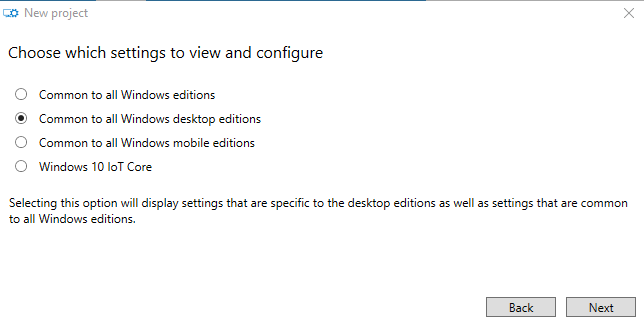 New project
Choose which settings to view and configure
Common to all Windows editions
Common to all Windows desktop editions
Common to all Windows mobile editions
Windows 10 IoT Core
Selecting this option will display settings that are specific to the desktop editions as well as settings that are common
to all Windows editions.
Back
Next